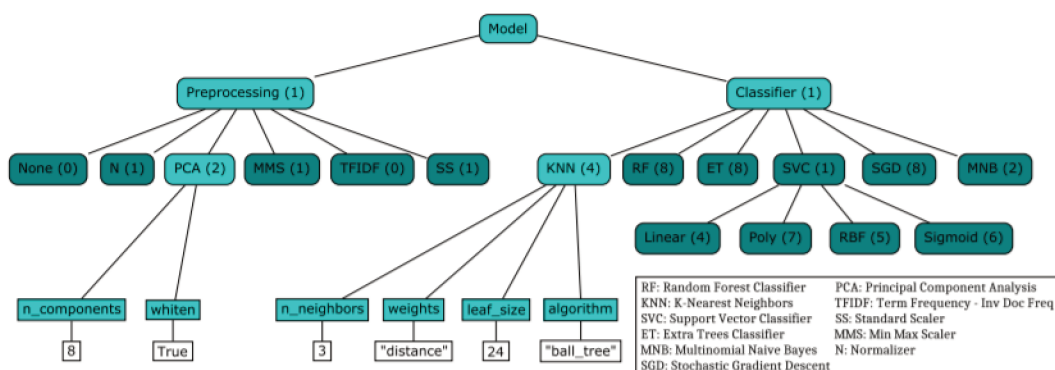 Model
Preprocessing (1) Classifier (1)
None (0) N (1) PCA (2) MMS (1) TFIDF (0) SS (1) KNN (4) RF (8) ET (8) SVC (1) SGD (8) MNB (2)
Linear (4) Poly (7) RBF (5) Sigmoid (6)
n_components whiten n_neighbors weights leaf_size algorithm
8 True 3 "distance" 24 "ball_tree"
RF: Random Forest Classifier PCA: Principal Component Analysis
KNN: K-Nearest Neighbors TFIDF: Term Frequency - Inv Doc Freq
SVC: Support Vector Classifier SS: Standard Scaler
ET: Extra Trees Classifier MMS: Min Max Scaler
MNB: Multinomial Naive Bayes N: Normalizer
SGD: Stochastic Gradient Descent